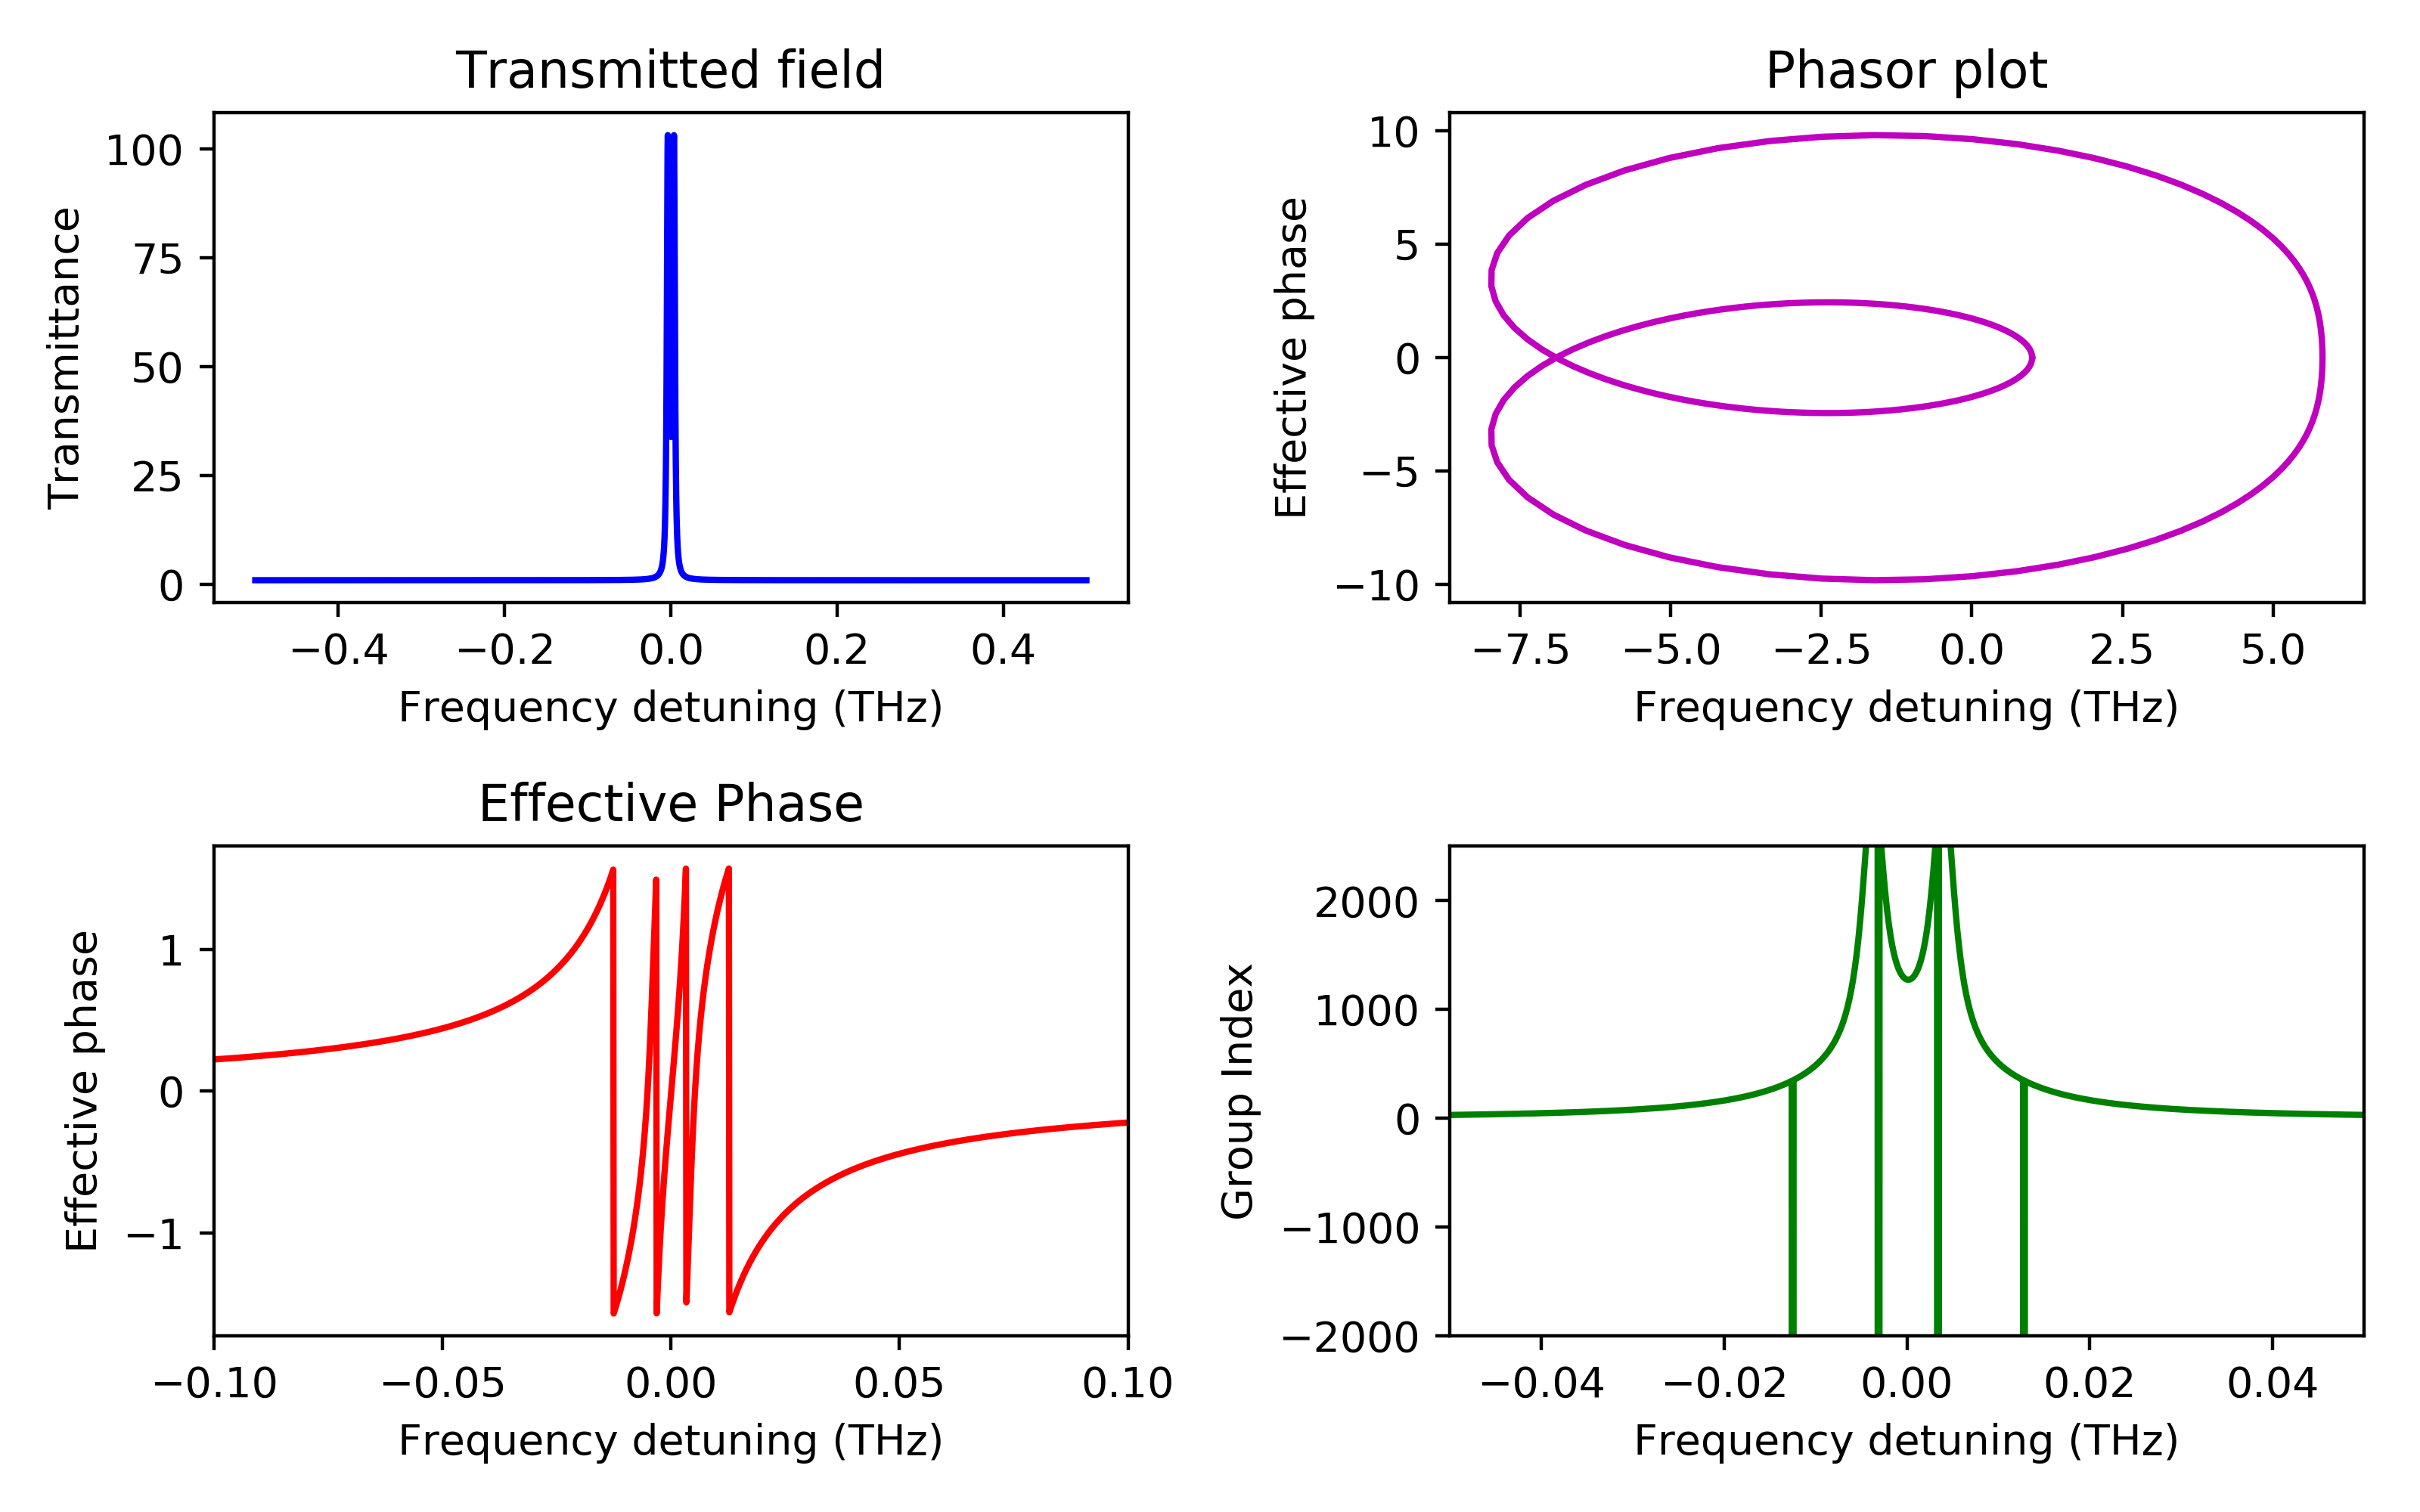 Transmitted field
100
75
50
25
0
Transmittance
−0.4 −0.2 0.0 0.2 0.4
Frequency detuning (THz)
Phasor plot
10
5
0
−5
−10
Effective phase
−7.5 −5.0 −2.5 0.0 2.5 5.0
Frequency detuning (THz)
Effective Phase
1
0
−1
Effective phase
−0.10 −0.05 0.00 0.05 0.10
Frequency detuning (THz)
2000
1000
0
−1000
−2000
Group Index
−0.04 −0.02 0.00 0.02 0.04
Frequency detuning (THz)